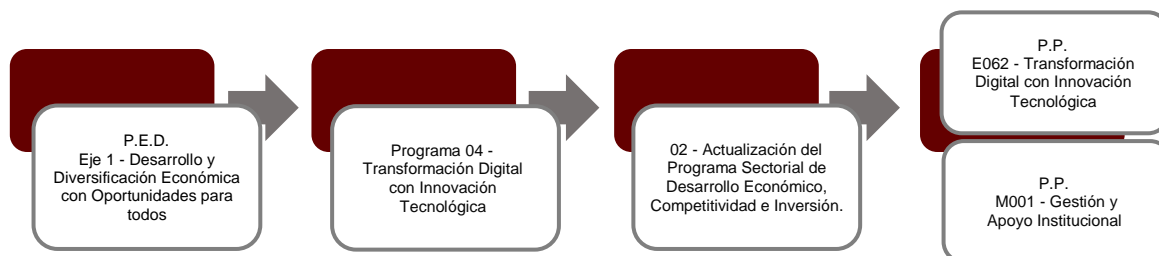 P.E.D.
Eje 1 - Desarrollo y
Diversificación Económica
con Oportunidades para
todos
Programa 04 -
Transformación Digital
con Innovación
Tecnológica
02 - Actualización del
Programa Sectorial de
Desarrollo Económico,
Competitividad e Inversión.
P.P.
E062 - Transformación
Digital con Innovación
Tecnológica
P.P.
M001 - Gestión y
Apoyo Institucional